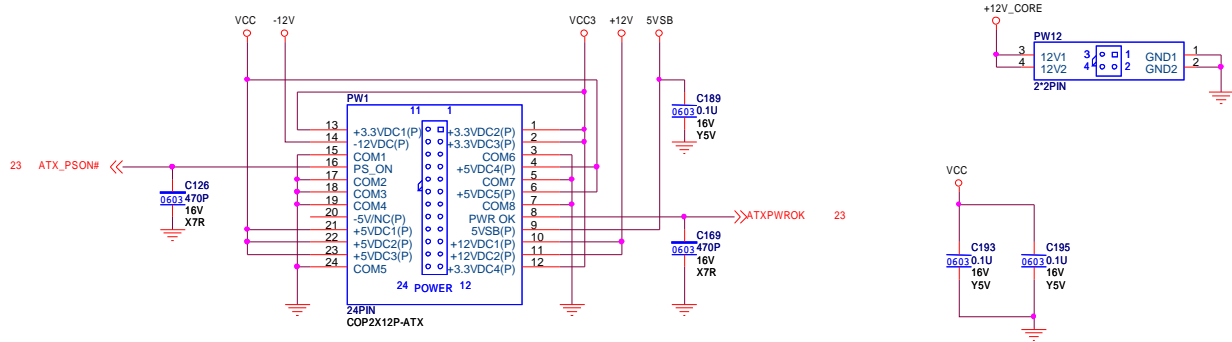 VCC
-12V
VCC3
+12V
5VSB
+12V_CORE
PW12
3
4
12V1
12V2
3
1
4
2
GND1
GND2
1
2
2*2PIN
C189
0603
0.1U
16V
Y5V
PW1
11
1
13
+3.3VDC1(P)
+3.3VDC2(P)
1
14
-12VDC(P)
+3.3VDC3(P)
2
15
COM1
COM6
3
16
PS_ON
+5VDC4(P)
4
17
COM2
COM7
5
18
COM3
+5VDC5(P)
6
19
COM4
COM8
7
20
-5V/NC(P)
PWR OK
8
21
+5VDC1(P)
5VSB(P)
9
22
+5VDC2(P)
+12VDC1(P)
10
23
+5VDC3(P)
+12VDC2(P)
11
24
COM5
+3.3VDC4(P)
12
24
POWER
12
24PIN
COP2X12P-ATX
23
ATX_PSON#
C126
0603
470P
16V
X7R
ATXPWROK
23
C169
0603
470P
16V
X7R
VCC
C193
0603
0.1U
16V
Y5V
C195
0603
0.1U
16V
Y5V